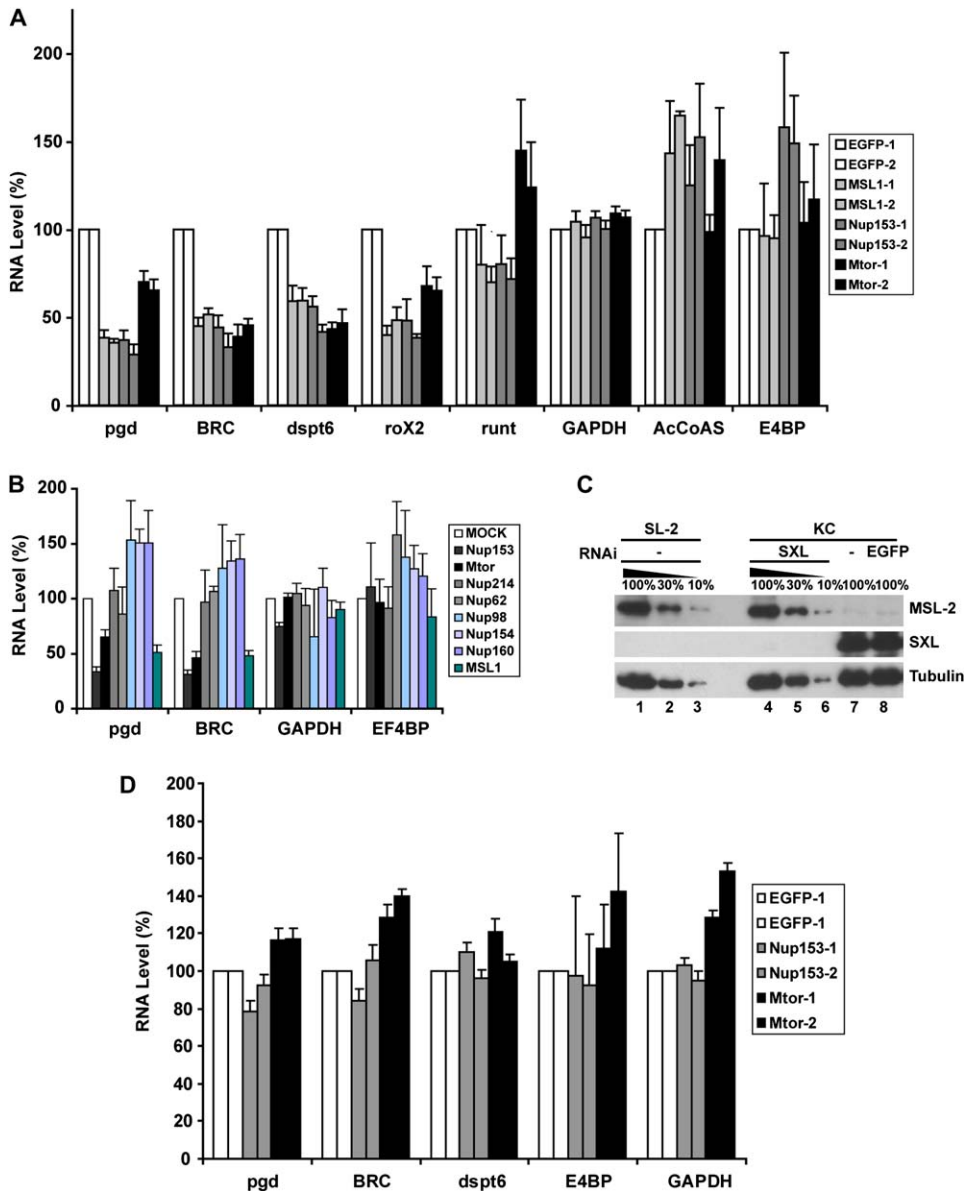 A
200
150
100
50
0
RNA Level (%)
pgd BRC dspt6 roX2 runt GAPDH AcCoAS E4BP
EGFP-1
EGFP-2
MSL1-1
MSL1-2
Nup153-1
Nup153-2
Mtor-1
Mtor-2
B
200
150
100
50
0
RNA Level (%)
pgd BRC GAPDH EF4BP
MOCK
Nup153
Mtor
Nup214
Nup62
Nup98
Nup154
Nup160
MSL1
C
SL-2 KC
RNAi - SXL - EGFP
100% 30% 10% 100% 30% 10% 100% 100%
MSL-2
SXL
Tubulin
1 2 3 4 5 6 7 8
D
200
180
160
140
120
100
80
60
40
20
0
RNA Level (%)
pgd BRC dspt6 E4BP GAPDH
EGFP-1
EGFP-1
Nup153-1
Nup153-2
Mtor-1
Mtor-2